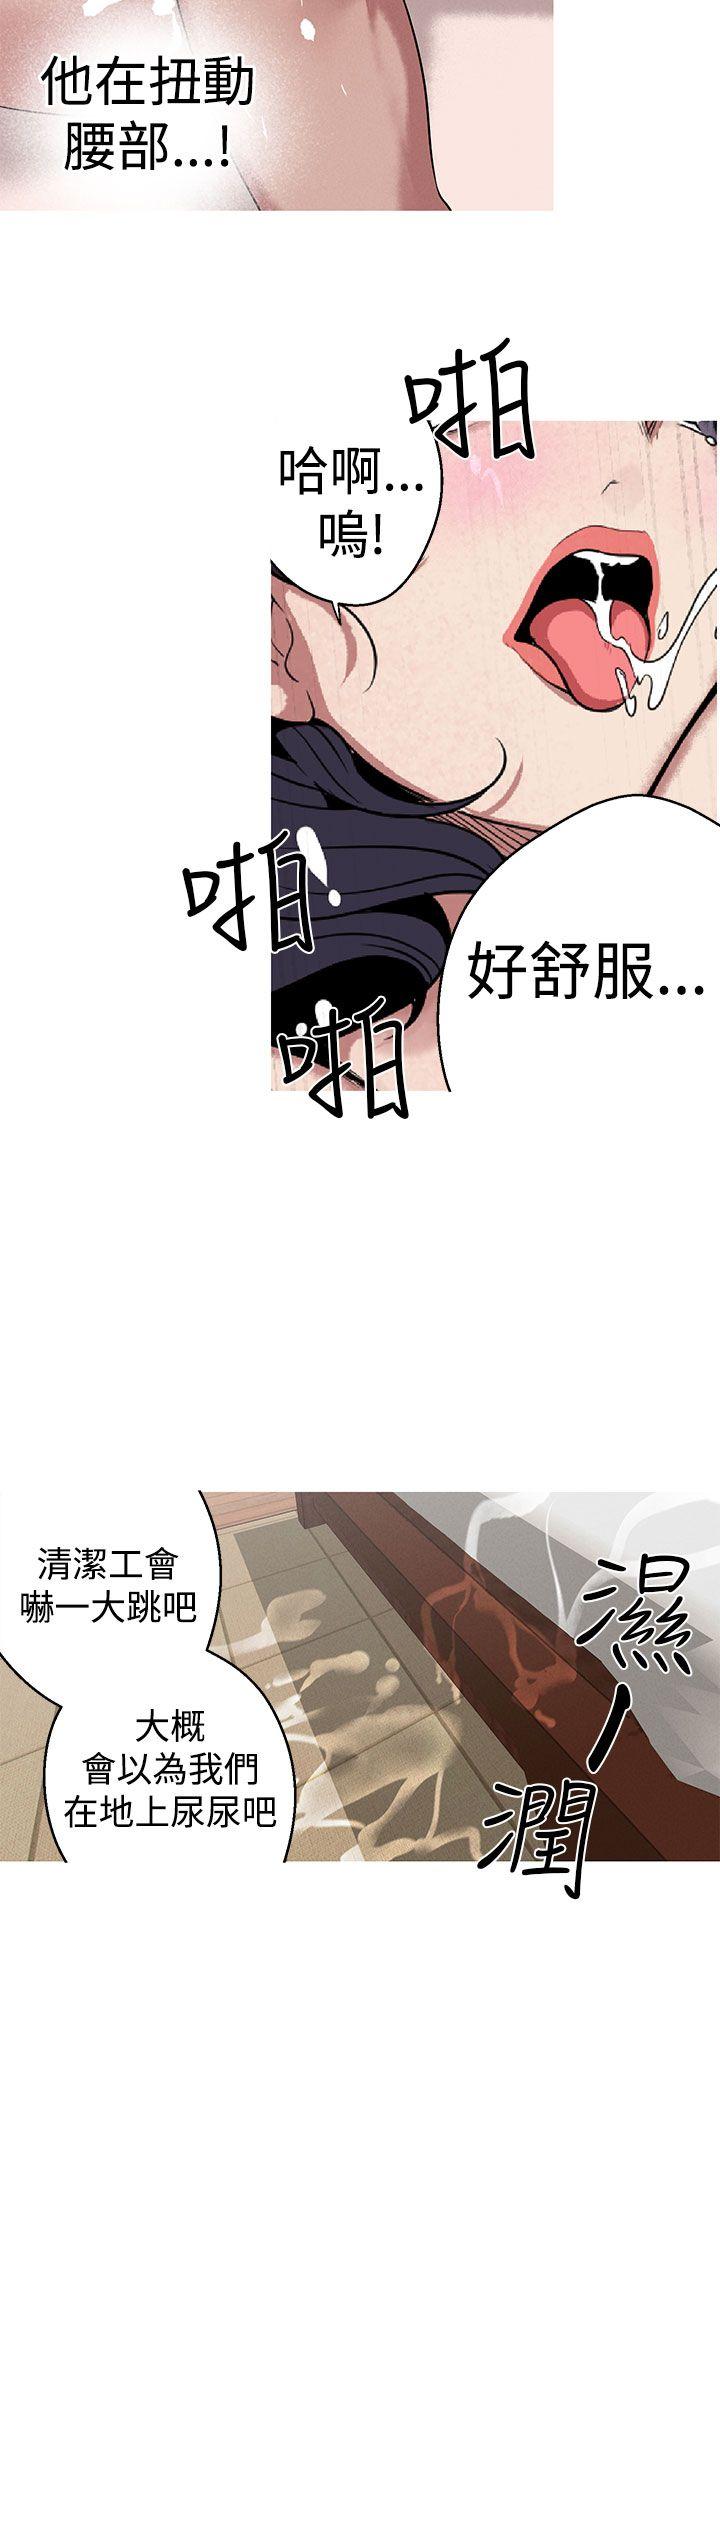 他在扭動
腰部...!
啪
哈啊...
嗚!
啪
好舒服...
啪
清潔工會
嚇一大跳吧
濕
大概
會以為我們
在地上尿尿吧
潤